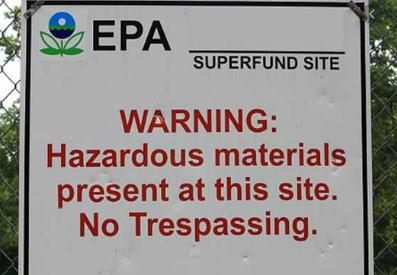 EPA
SUPERFUND SITE
WARNING:
Hazardous materials
present at this site.
No Trespassing.